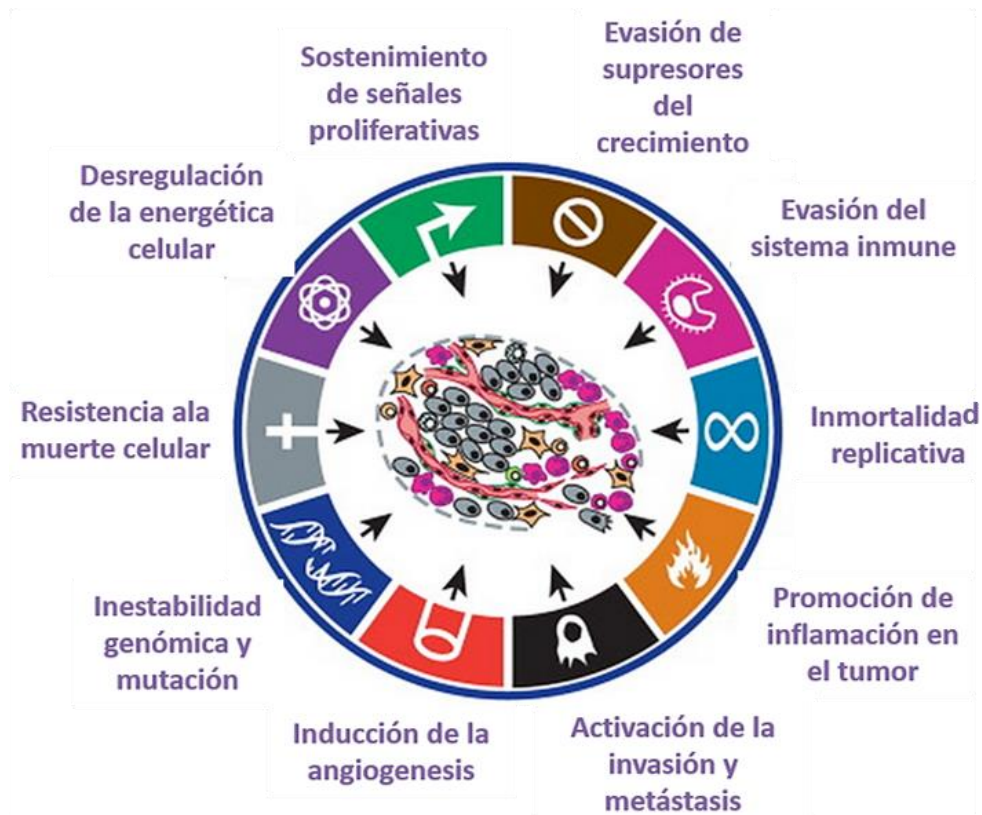 Sostenimiento
de señales
proliferativas
Evasión de
supresores
del
crecimiento
Desregulación
de la energética
celular
Evasión del
sistema inmune
Resistencia ala
muerte celular
Inmortalidad
replicativa
Inestabilidad
genómica y
mutación
Promoción de
inflamación en
el tumor
Inducción de la
angiogenesis
Activación de la
invasión y
metástasis